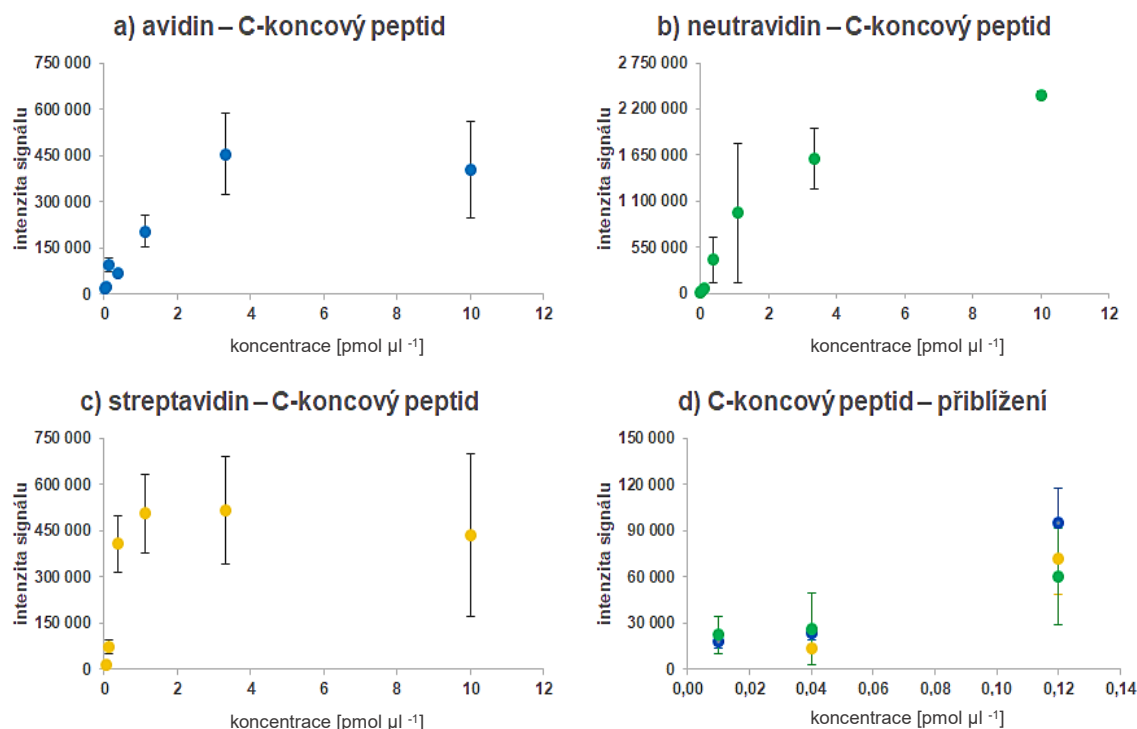 a) avidin – C-koncový peptid
750 000
600 000
450 000
300 000
150 000
0
intenzita signálu
0 2 4 6 8 10 12
koncentrace [pmol µl -1]
b) neutravidin – C-koncový peptid
2 750 000
2 200 000
1 650 000
1 100 000
550 000
0
intenzita signálu
0 2 4 6 8 10 12
koncentrace [pmol µl -1]
c) streptavidin – C-koncový peptid
750 000
600 000
450 000
300 000
150 000
0
intenzita signálu
0 2 4 6 8 10 12
koncentrace [pmol µl -1]
d) C-koncový peptid – přiblížení
150 000
120 000
90 000
60 000
30 000
0
intenzita signálu
0,00 0,02 0,04 0,06 0,08 0,10 0,12 0,14
koncentrace [pmol µl -1]